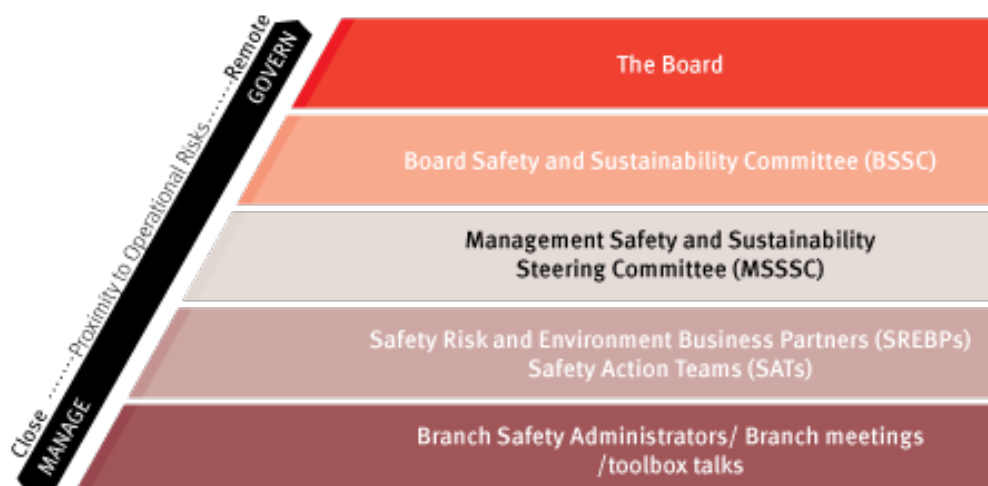 The Board
Board Safety and Sustainability Committee (BSSC)
Management Safety and Sustainability
Steering Committee (MSSSC)
Safety Risk and Environment Business Partners (SREBPs)
Safety Action Teams (SATs)
Branch Safety Administrators/ Branch meetings
/toolbox talks
Close ........Proximity to Operational Risks........Remote
MANAGE
GOVERN